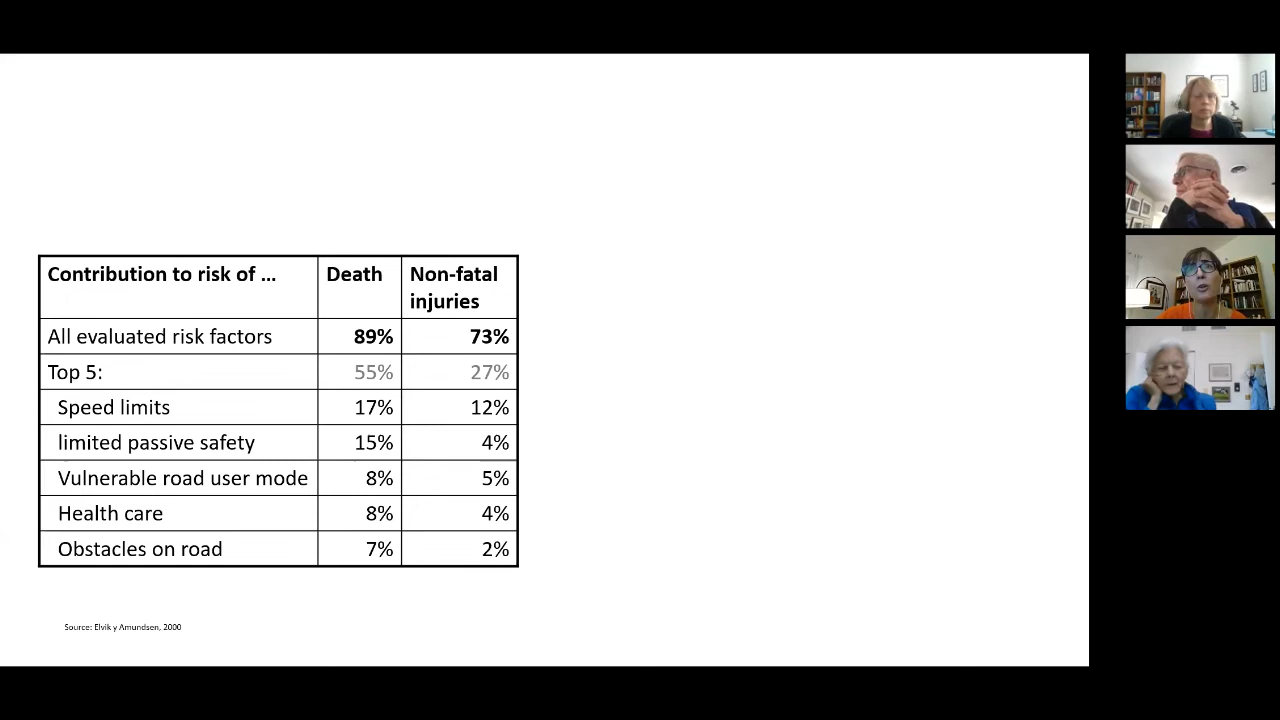 Contribution to risk of ... Death Non-fatal
injuries
All evaluated risk factors 89% 73%
Top 5: 55% 27%
Speed limits 17% 12%
limited passive safety 15% 4%
Vulnerable road user mode 8% 5%
Health care 8% 4%
Obstacles on road 7% 2%
Source: Elvik y Amundsen, 2000